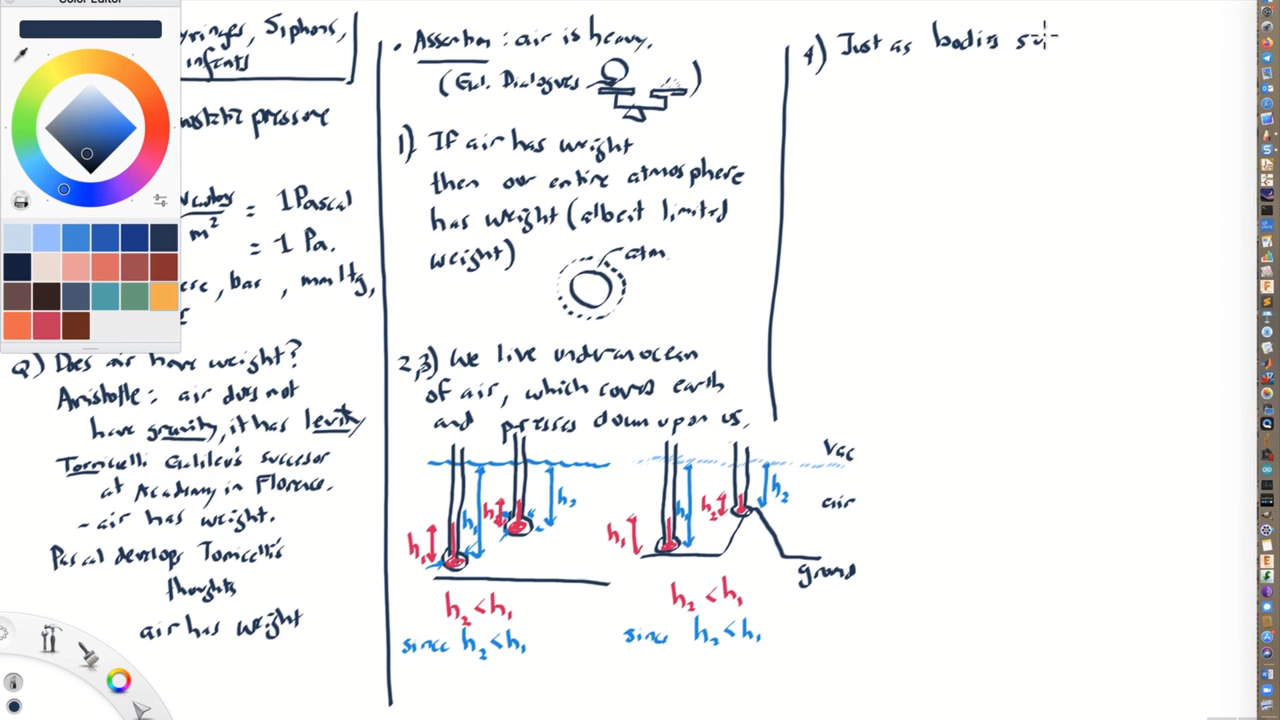 Color Editor
yringes, Siphons,
infants
static pressure
m² = 1 Pascal
= 1 Pa.
ere, bar, mmHg,
Q) Does air have weight?
Aristotle: air does not
have gravity, it has levity
Torricelli Galileo's succesor
at Academy in Florence.
- air has weight.
Pascal develops Torricelli's
thoughts
air has weight
• Assertion: air is heavy.
(Gal. Dialogues )
1) If air has weight
then our entire atmosphere
has weight (albeit limited
weight)
atm.
2,3) We live under an ocean
of air, which covers earth
and presses down upon us.
h₁ h₁ h₂ h₂
h₂ < h₁
since h₂ < h₁
h₁ h₁ h₂ h₂
vac
air
ground
h₂ < h₁
since h₂ < h₁
4) Just as bodies